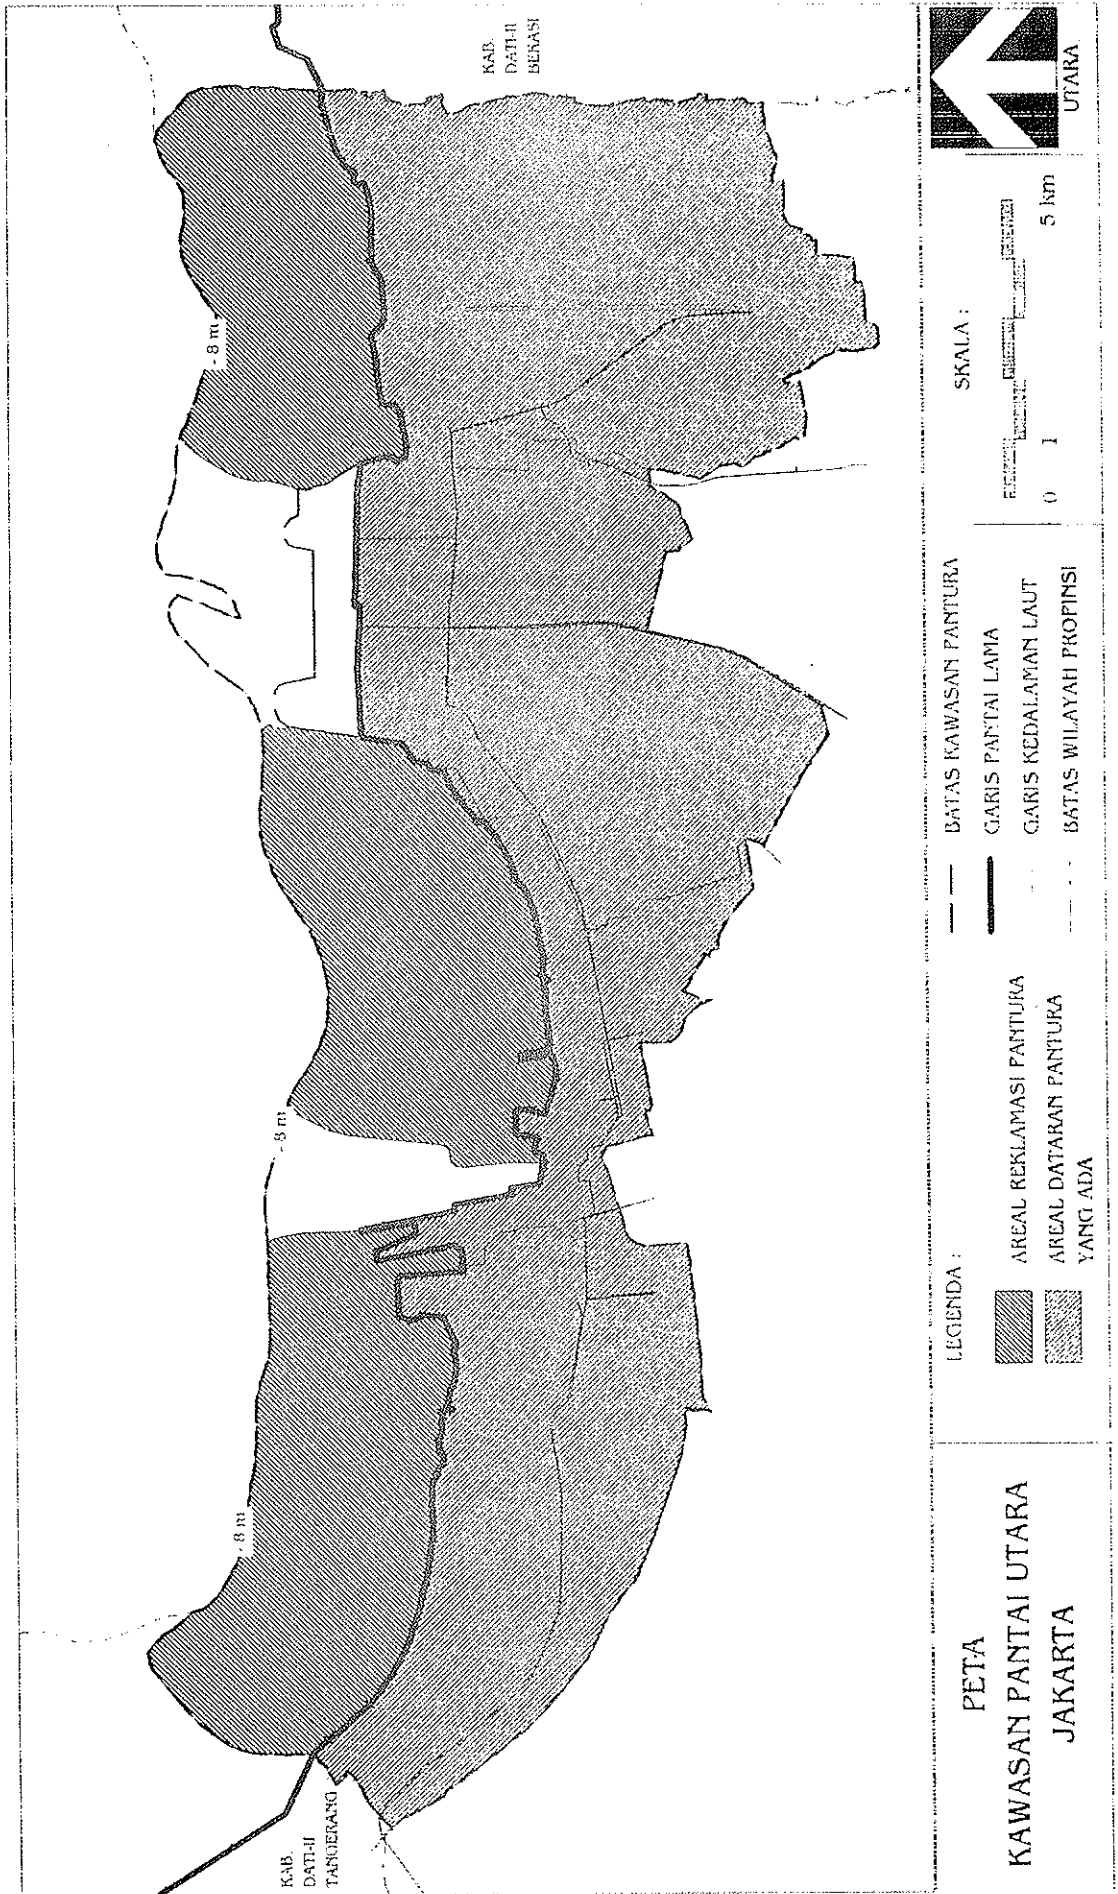 KAB.
DATI-II
TANGERANG
- 8 m
- 8 m
- 8 m
KAB.
DATI-II
BEKASI
PETA
KAWASAN PANTAI UTARA
JAKARTA
LEGENDA :
AREAL REKLAMASI PANTURA
AREAL DATARAN PANTURA
YANG ADA
BATAS KAWASAN PANTURA
GARIS PANTAI LAMA
GARIS KEDALAMAN LAUT
BATAS WILAYAH PROPINSI
SKALA :
0 1 5 km
UTARA